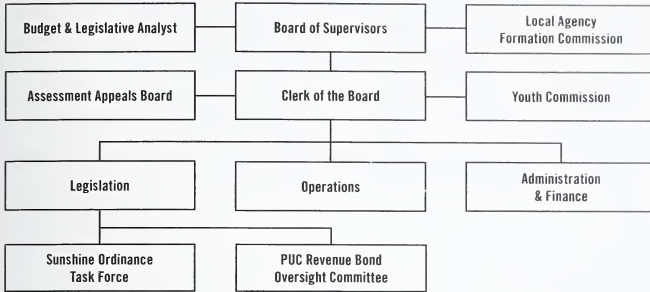 Budget & Legislative Analyst
Board of Supervisors
Local Agency
Formation Commission
Assessment Appeals Board
Clerk of the Board
Youth Commission
Legislation
Operations
Administration
& Finance
Sunshine Ordinance
Task Force
PUC Revenue Bond
Oversight Committee